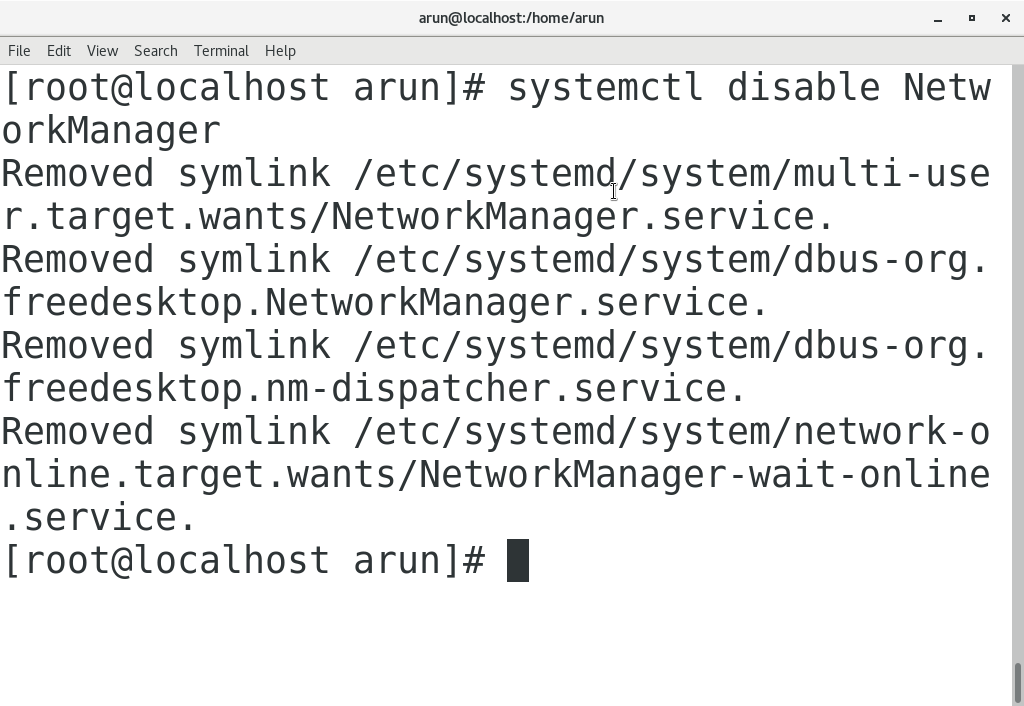 arun@localhost:/home/arun
File Edit View Search Terminal Help
[root@localhost arun]# systemctl disable Netw
orkManager
Removed symlink /etc/systemd/system/multi-use
r.target.wants/NetworkManager.service.
Removed symlink /etc/systemd/system/dbus-org.
freedesktop.NetworkManager.service.
Removed symlink /etc/systemd/system/dbus-org.
freedesktop.nm-dispatcher.service.
Removed symlink /etc/systemd/system/network-o
nline.target.wants/NetworkManager-wait-online
.service.
[root@localhost arun]#